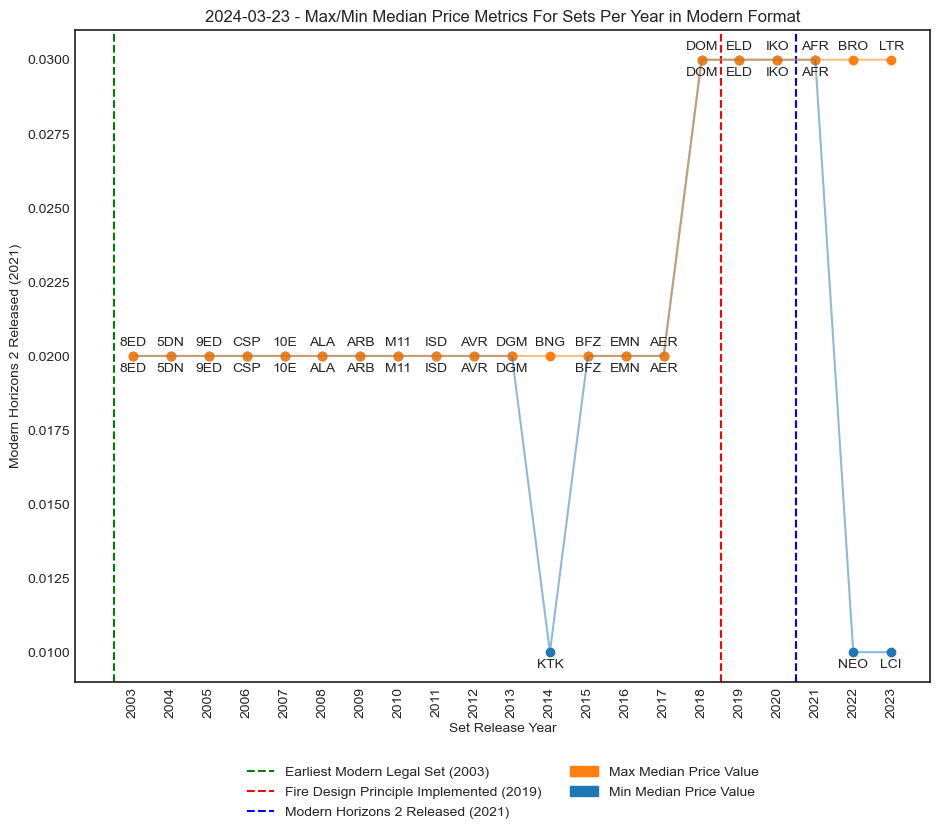 2024-03-23 - Max/Min Median Price Metrics For Sets Per Year in Modern Format
Modern Horizons 2 Released (2021)
0.0300
0.0275
0.0250
0.0225
0.0200
0.0175
0.0150
0.0125
0.0100
DOM ELD IKO AFR BRO LTR
DOM ELD IKO AFR
8ED 5DN 9ED CSP 10E ALA ARB M11 ISD AVR DGM BNG BFZ EMN AER
8ED 5DN 9ED CSP 10E ALA ARB M11 ISD AVR DGM BFZ EMN AER
KTK NEO LCI
2003 2004 2005 2006 2007 2008 2009 2010 2011 2012 2013 2014 2015 2016 2017 2018 2019 2020 2021 2022 2023
Set Release Year
Earliest Modern Legal Set (2003)
Fire Design Principle Implemented (2019)
Modern Horizons 2 Released (2021)
Max Median Price Value
Min Median Price Value